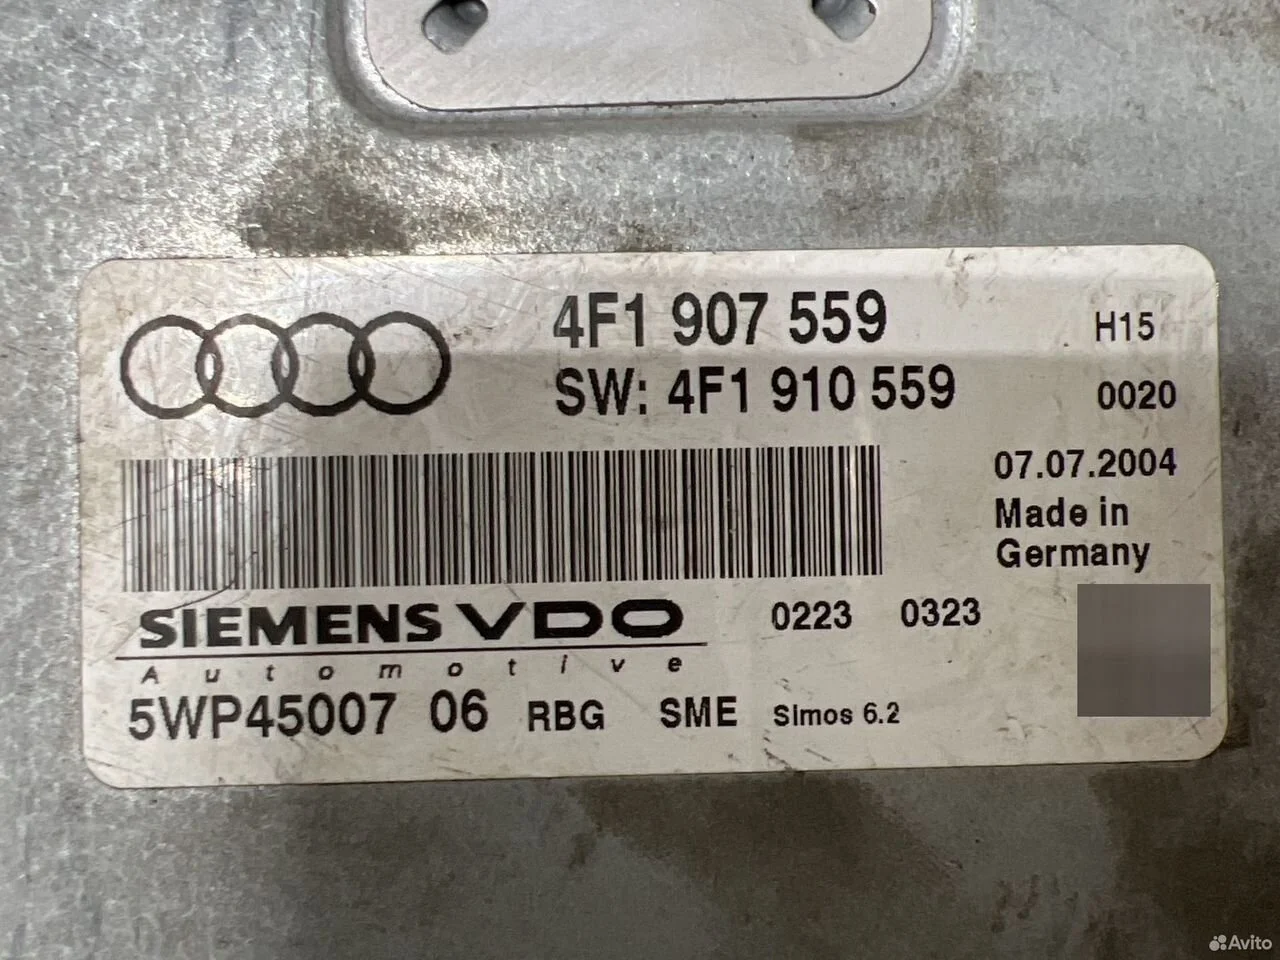 4F1 907 559 H15
SW: 4F1 910 559 0020
07.07.2004
Made in
Germany
SIEMENS VDO 0223 0323
Automotive
5WP45007 06 RBG SME Simos 6.2
Avito